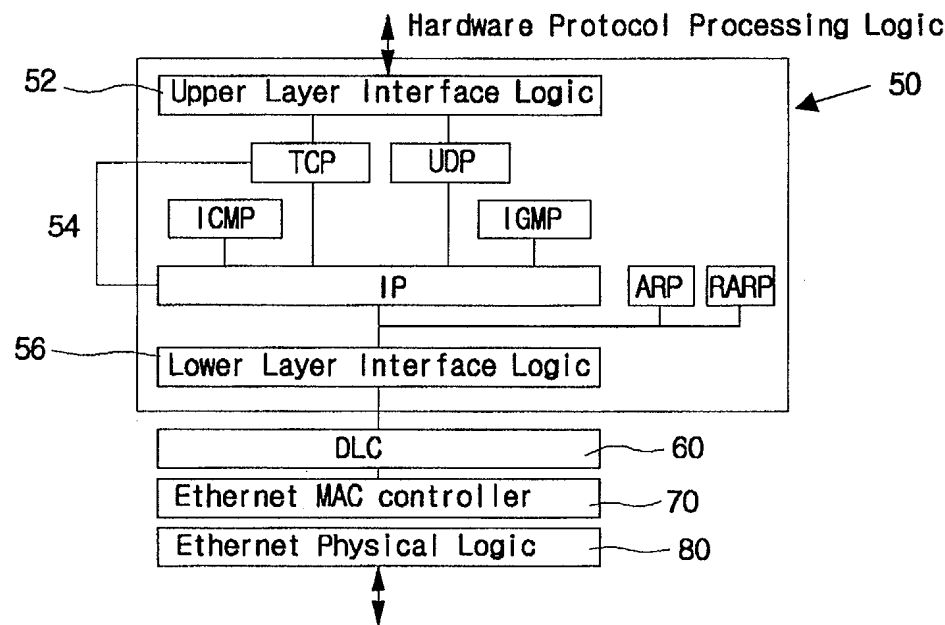 Hardware Protocol Processing Logic
52
Upper Layer Interface Logic
50
TCP
UDP
54
ICMP
IGMP
IP
ARP
RARP
56
Lower Layer Interface Logic
DLC
60
Ethernet MAC controller
70
Ethernet Physical Logic
80